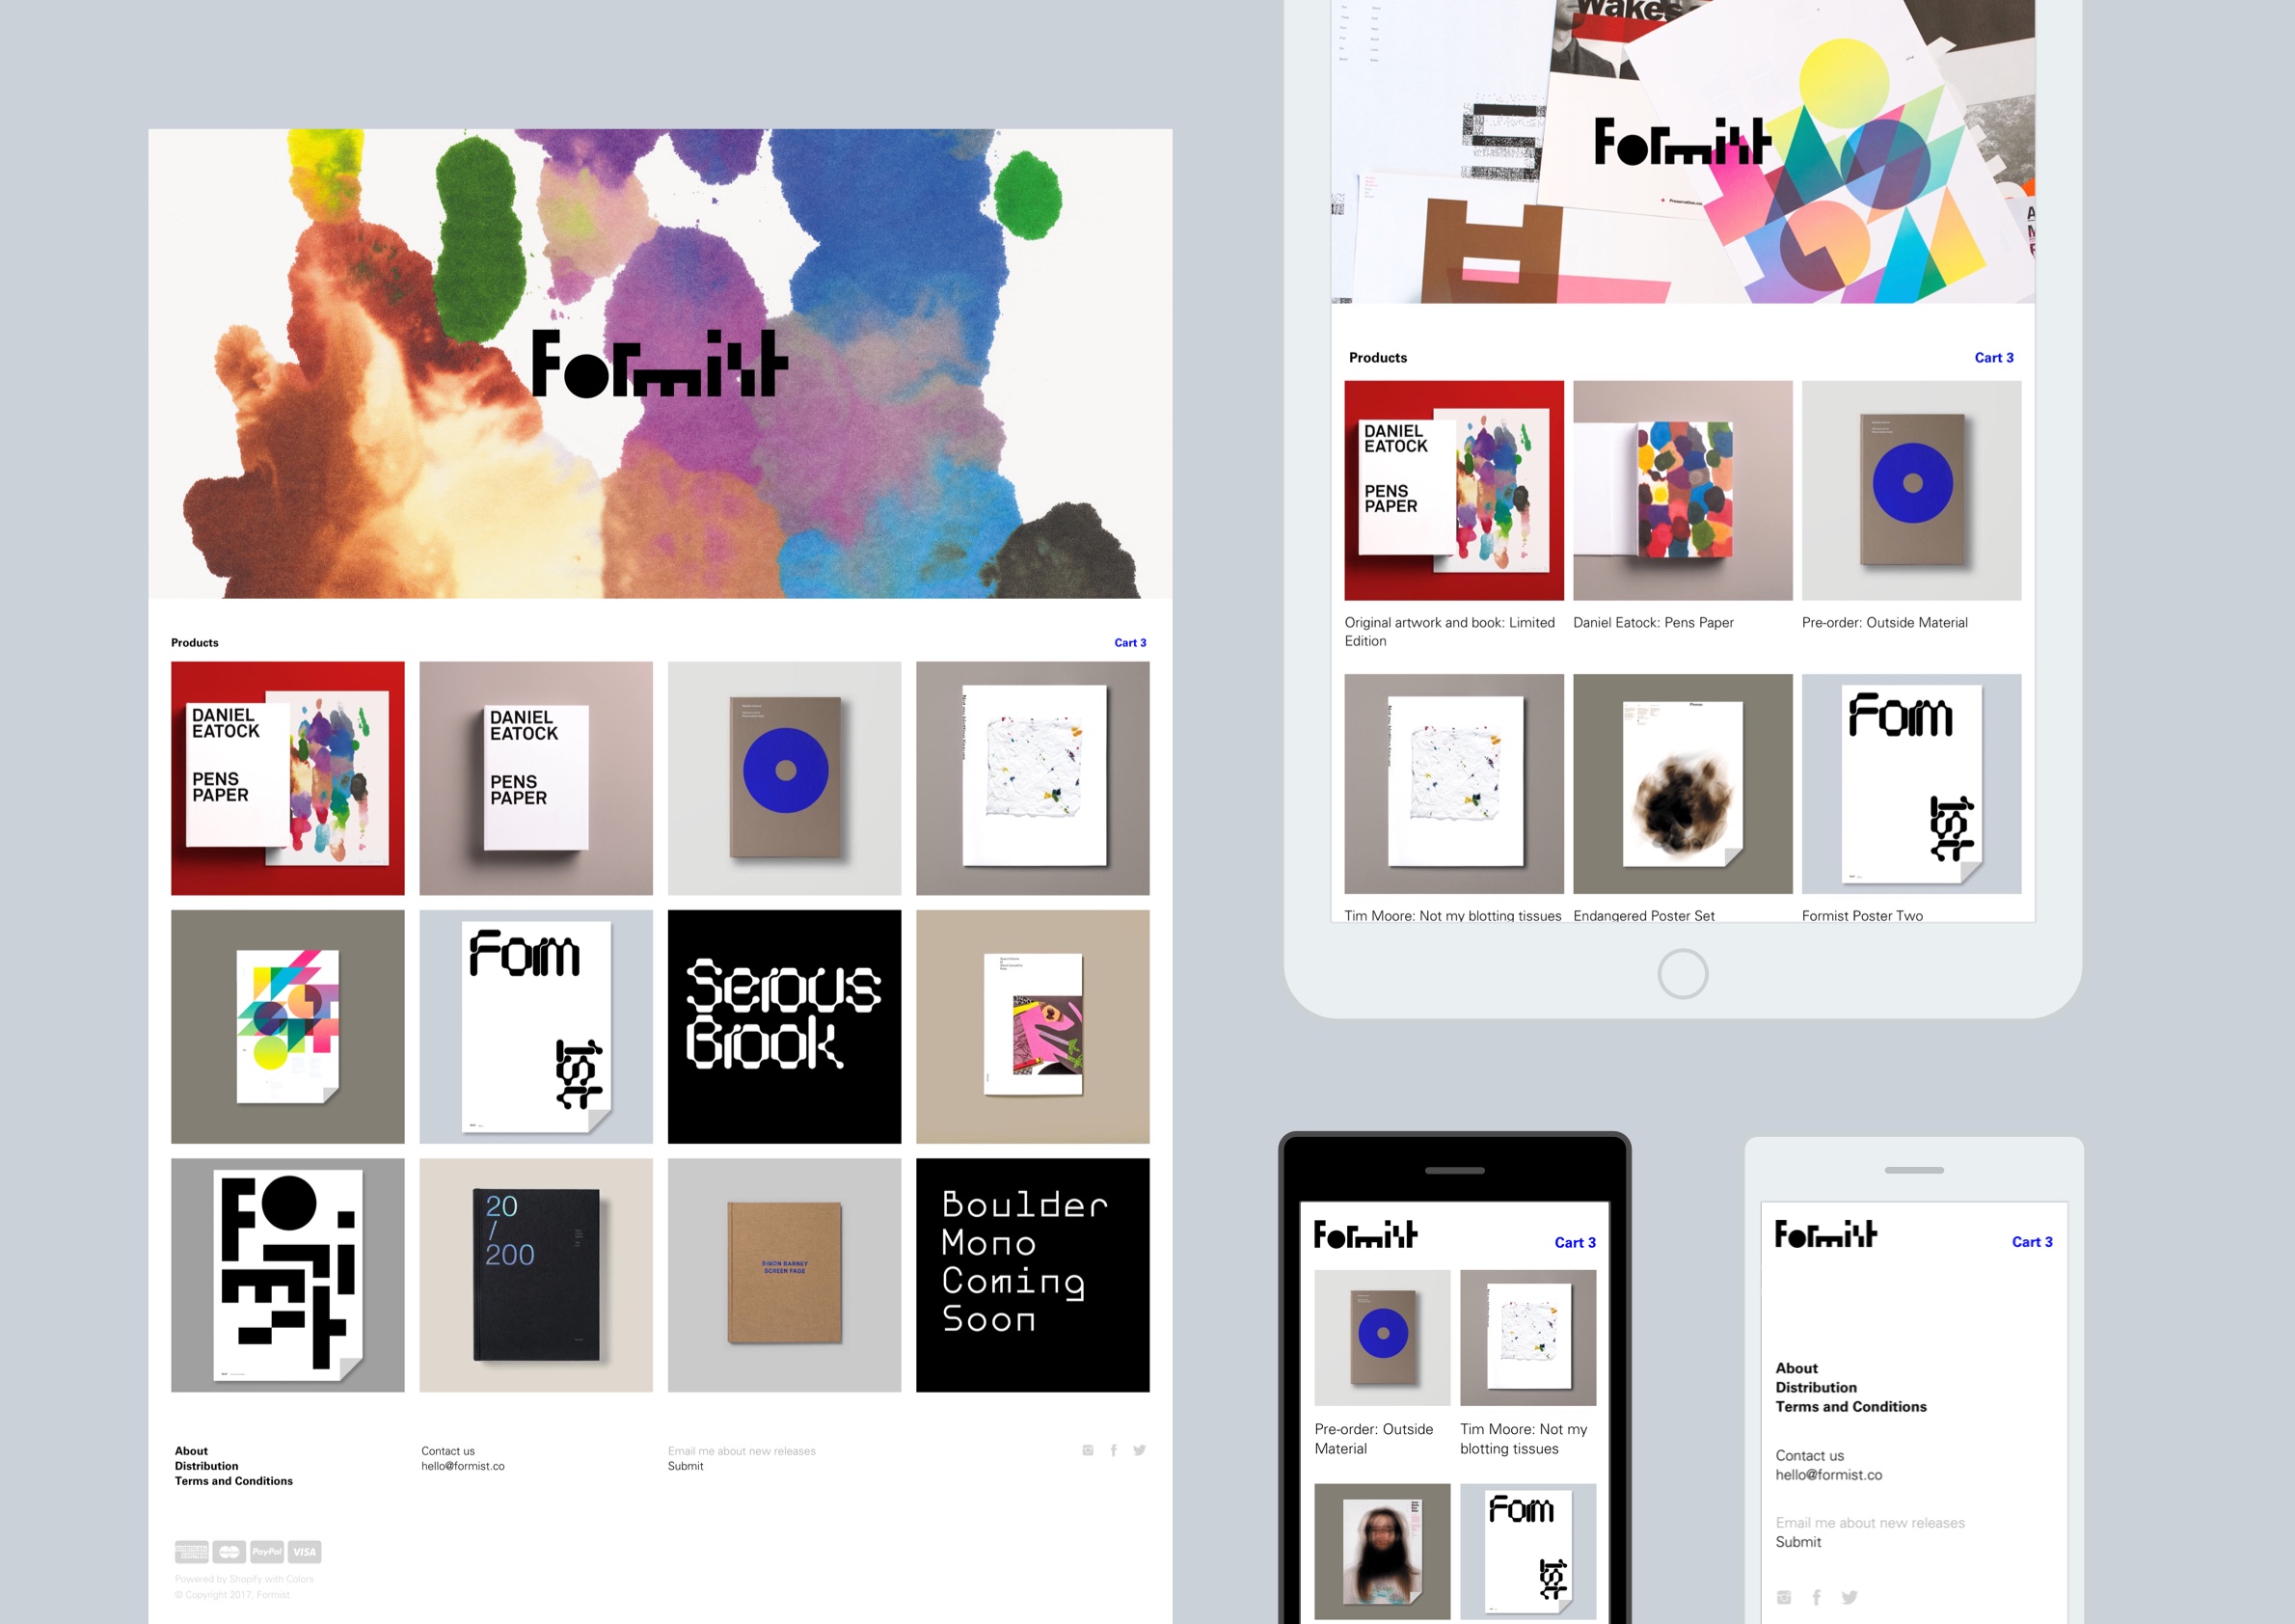 Formist
Products
Cart 3
DANIEL
EATOCK
PENS
PAPER
DANIEL
EATOCK
PENS
PAPER
Form
ist
Serious
Brook
Formist
20
/
200
SIMON BARNEY
SCREEN FADE
Boulder
Mono
Coming
Soon
About
Distribution
Terms and Conditions
Contact us
hello@formist.co
Email me about new releases
Submit
AMERICAN
EXPRESS
PayPal
VISA
Powered by Shopify with Colors
© Copyright 2017, Formist
Wakes
Formist
Products
Cart 3
DANIEL
EATOCK
PENS
PAPER
Original artwork and book: Limited
Edition
Daniel Eatock: Pens Paper
Pre-order: Outside Material
Form
ist
Tim Moore: Not my blotting tissues
Endangered Poster Set
Formist Poster Two
Formist
Cart 3
Pre-order: Outside
Material
Tim Moore: Not my
blotting tissues
Form
ist
Formist
Cart 3
About
Distribution
Terms and Conditions
Contact us
hello@formist.co
Email me about new releases
Submit